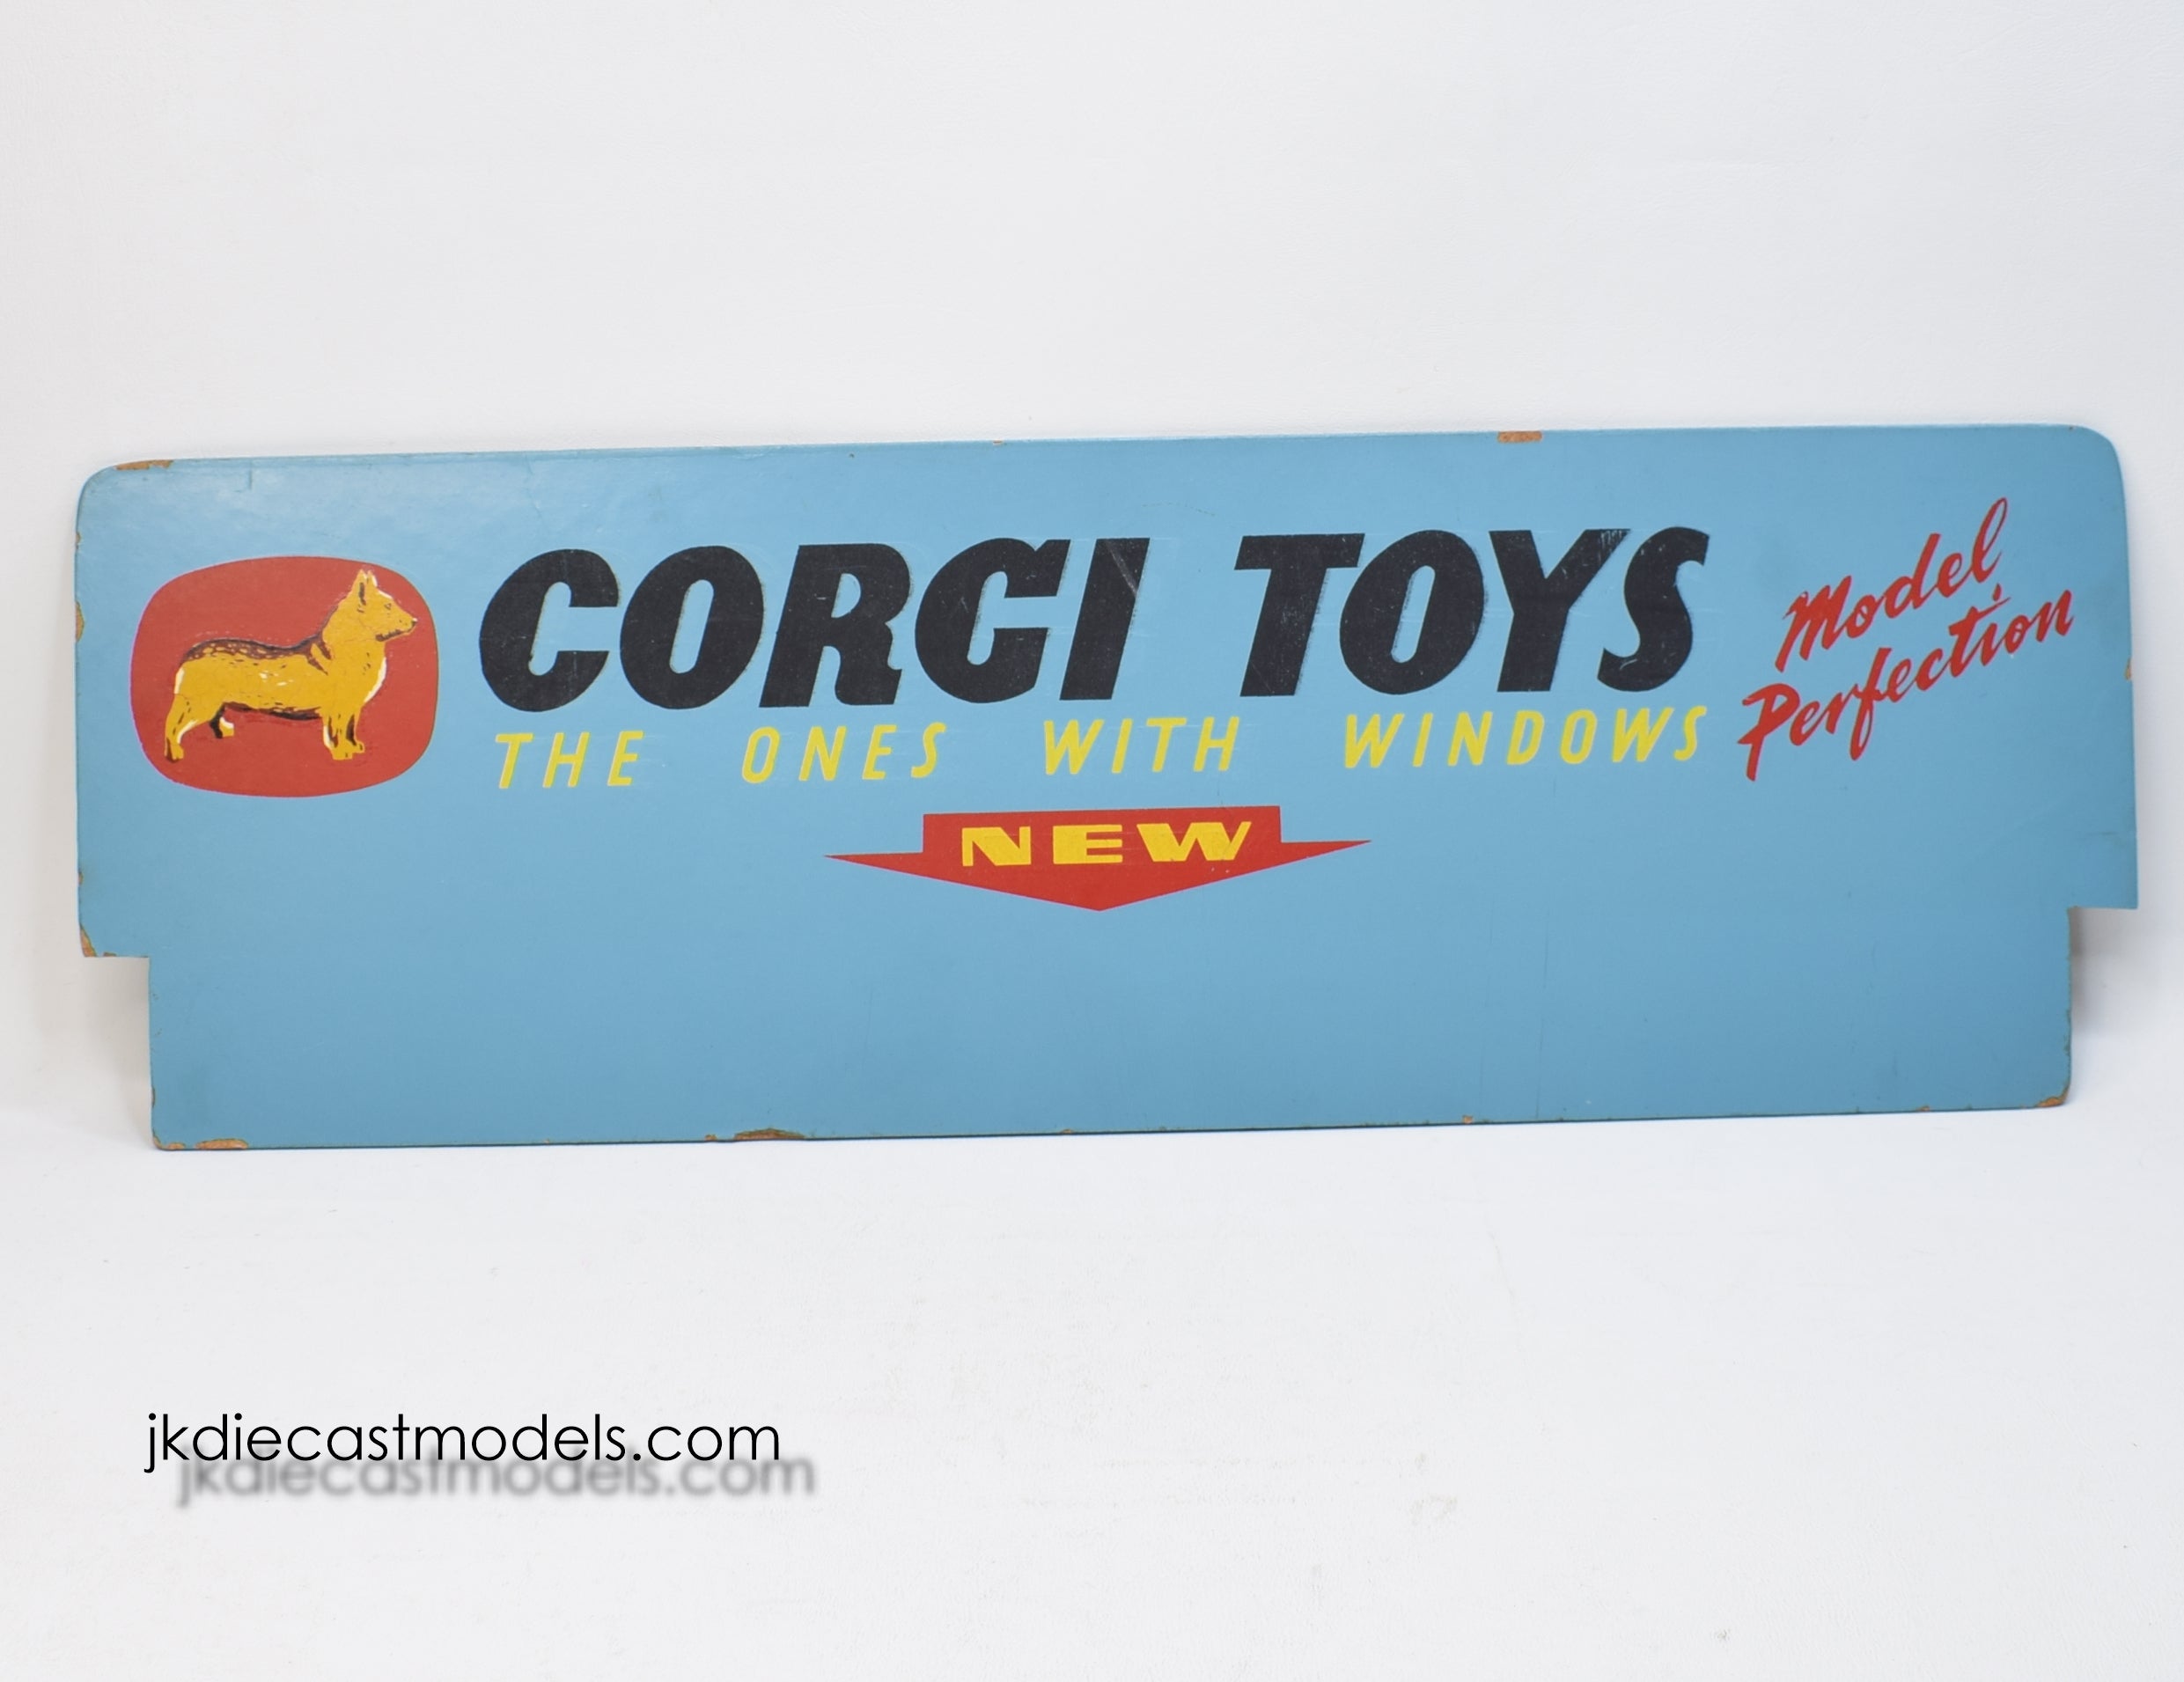 CORGI TOYS
THE ONES WITH WINDOWS
Model
Perfection
NEW
jkdiecastmodels.com
jkdiecastmodels.com